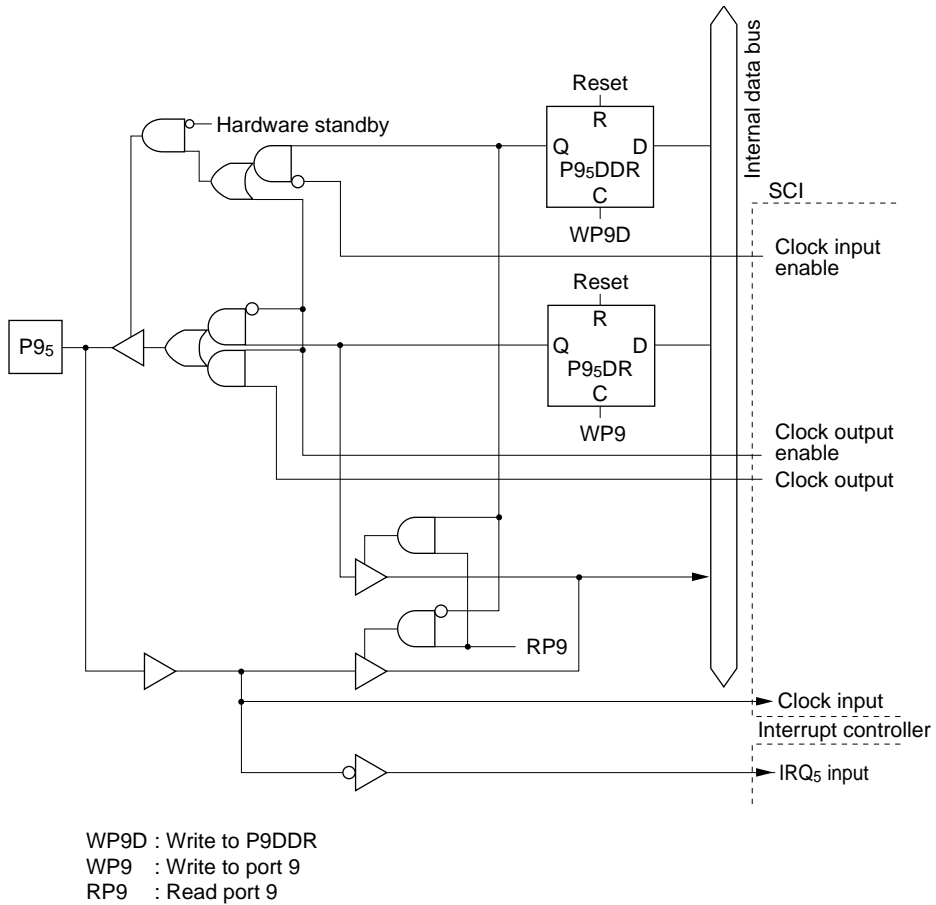 Reset
R
Hardware standby
Q
D
P9₅DDR
C
WP9D
Internal data bus
SCI
Clock input
enable
Reset
R
P9₅
Q
D
P9₅DR
C
WP9
Clock output
enable
Clock output
RP9
Clock input
Interrupt controller
IRQ₅ input
WP9D : Write to P9DDR
WP9 : Write to port 9
RP9 : Read port 9